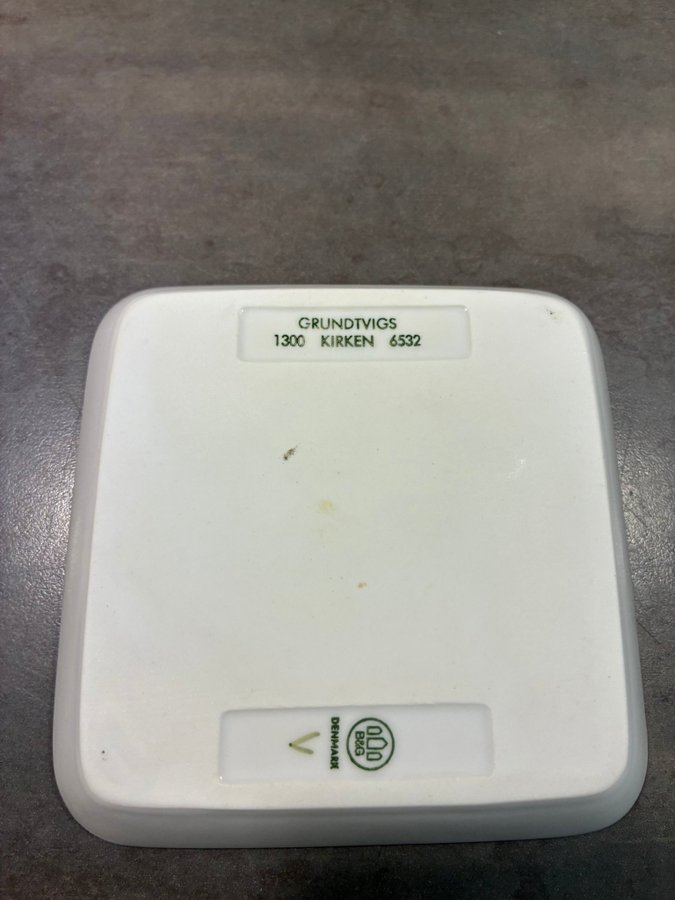 GRUNDTVIGS
1300 KIRKEN 6532
B&G
DENMARK
V